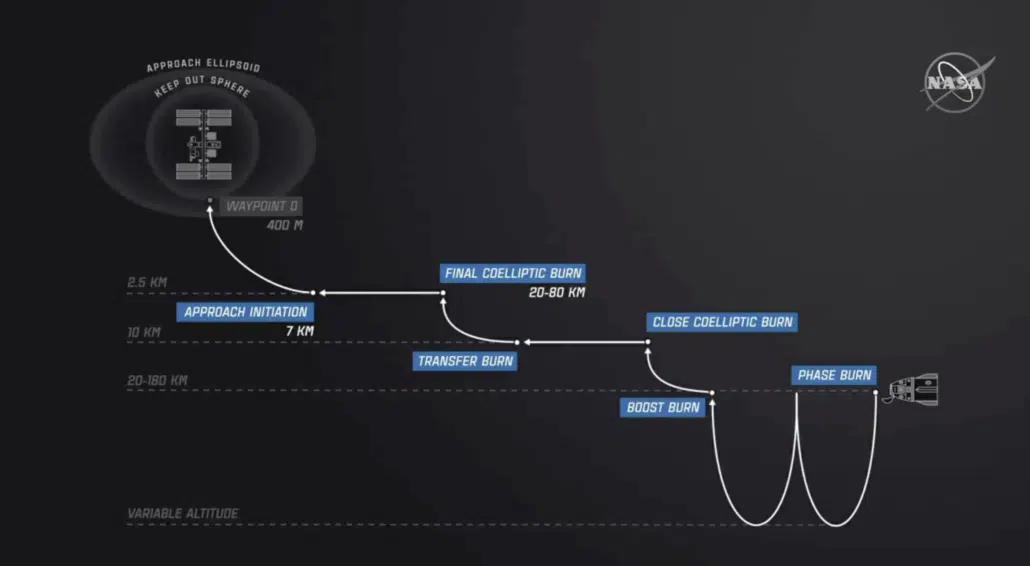 APPROACH ELLIPSOID
KEEP OUT SPHERE
NASA
WAYPOINT 0
400 M
2.5 KM
FINAL COELLIPTIC BURN
20-80 KM
APPROACH INITIATION
7 KM
10 KM
CLOSE COELLIPTIC BURN
TRANSFER BURN
20-180 KM
PHASE BURN
BOOST BURN
VARIABLE ALTITUDE